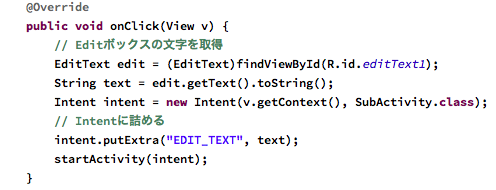 @Override
public void onClick(View v) {
// Editボックスの文字を取得
EditText edit = (EditText)findViewById(R.id.editText1);
String text = edit.getText().toString();
Intent intent = new Intent(v.getContext(), SubActivity.class);
// Intentに詰める
intent.putExtra("EDIT_TEXT", text);
startActivity(intent);
}